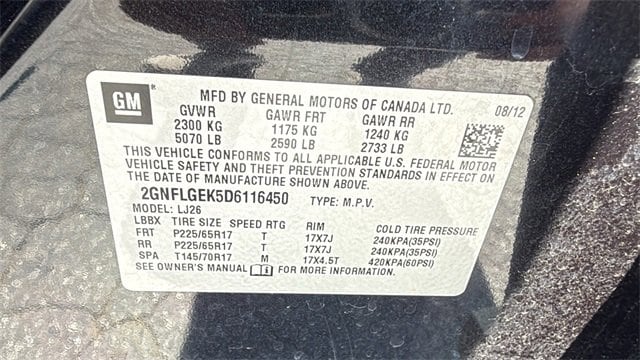 GM
MFD BY GENERAL MOTORS OF CANADA LTD. 08/12
GVWR GAWR FRT GAWR RR
2300 KG 1175 KG 1240 KG
5070 LB 2590 LB 2733 LB
THIS VEHICLE CONFORMS TO ALL APPLICABLE U.S. FEDERAL MOTOR
VEHICLE SAFETY AND THEFT PREVENTION STANDARDS IN EFFECT ON
THE DATE OF MANUFACTURE SHOWN ABOVE.
2GNFLGEK5D6116450 TYPE: M.P.V.
MODEL: LJ26
LBBX TIRE SIZE SPEED RTG RIM COLD TIRE PRESSURE
FRT P225/65R17 T 17X7J 240KPA(35PSI)
RR P225/65R17 T 17X7J 240KPA(35PSI)
SPA T145/70R17 M 17X4.5T 420KPA(60PSI)
SEE OWNER'S MANUAL FOR MORE INFORMATION.